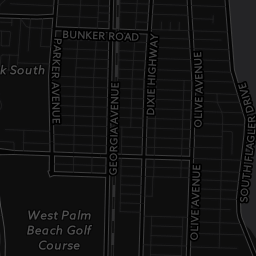 BUNKER ROAD
k South
PARKER AVENUE
GEORGIA AVENUE
DIXIE HIGHWAY
OLIVE AVENUE
SOUTH FLAGLER DRIVE
OLIVE AVENUE
West Palm
Beach Golf
Course